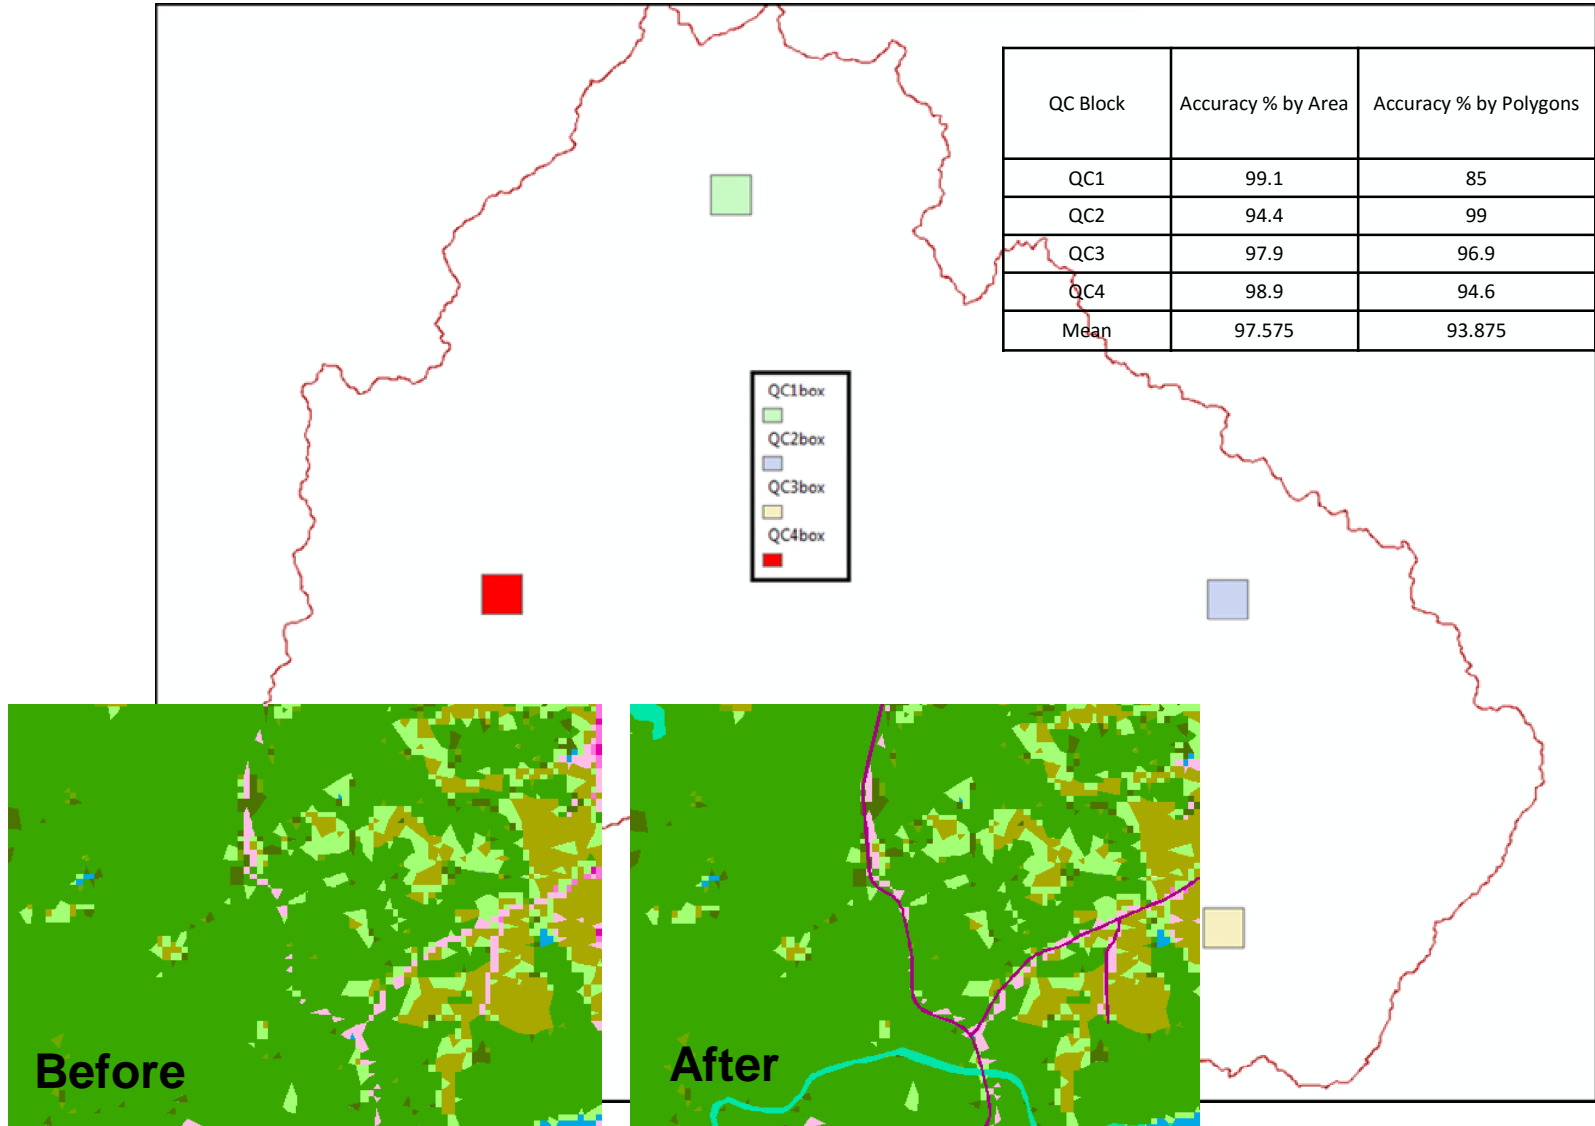 QC Block Accuracy % by Area Accuracy % by Polygons
QC1 99.1 85
QC2 94.4 99
QC3 97.9 96.9
QC4 98.9 94.6
Mean 97.575 93.875
QC1box
QC2box
QC3box
QC4box
Before
After